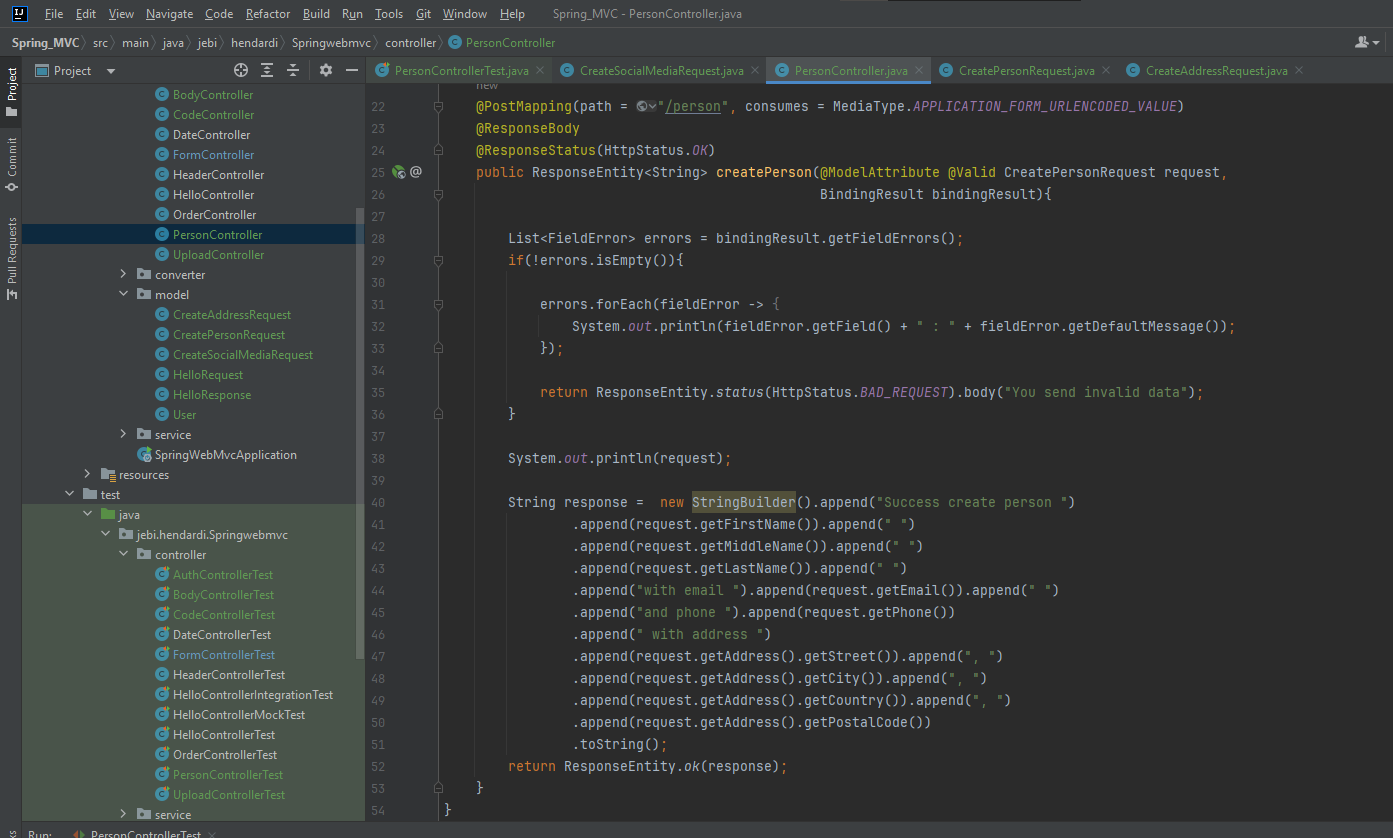 File Edit View Navigate Code Refactor Build Run Tools Git Window Help Spring_MVC - PersonController.java
Spring_MVC src main java jebi hendardi Springwebmvc controller PersonController
Project
PersonControllerTest.java CreateSocialMediaRequest.java PersonController.java CreatePersonRequest.java CreateAddressRequest.java
Project
Commit
Pull Requests
BodyController
CodeController
DateController
FormController
HeaderController
HelloController
OrderController
PersonController
UploadController
converter
model
CreateAddressRequest
CreatePersonRequest
CreateSocialMediaRequest
HelloRequest
HelloResponse
User
service
SpringWebMvcApplication
resources
test
java
jebi.hendardi.Springwebmvc
controller
AuthControllerTest
BodyControllerTest
CodeControllerTest
DateControllerTest
FormControllerTest
HeaderControllerTest
HelloControllerIntegrationTest
HelloControllerMockTest
HelloControllerTest
OrderControllerTest
PersonControllerTest
UploadControllerTest
service
new
22 @PostMapping(path = "/person", consumes = MediaType.APPLICATION_FORM_URLENCODED_VALUE)
23 @ResponseBody
24 @ResponseStatus(HttpStatus.OK)
25 public ResponseEntity<String> createPerson(@ModelAttribute @Valid CreatePersonRequest request,
26 BindingResult bindingResult){
27
28 List<FieldError> errors = bindingResult.getFieldErrors();
29 if(!errors.isEmpty()){
30
31 errors.forEach(fieldError -> {
32 System.out.println(fieldError.getField() + " : " + fieldError.getDefaultMessage());
33 });
34
35 return ResponseEntity.status(HttpStatus.BAD_REQUEST).body("You send invalid data");
36 }
37
38 System.out.println(request);
39
40 String response =  new StringBuilder().append("Success create person ")
41 .append(request.getFirstName()).append(" ")
42 .append(request.getMiddleName()).append(" ")
43 .append(request.getLastName()).append(" ")
44 .append("with email ").append(request.getEmail()).append(" ")
45 .append("and phone ").append(request.getPhone())
46 .append(" with address ")
47 .append(request.getAddress().getStreet()).append(", ")
48 .append(request.getAddress().getCity()).append(", ")
49 .append(request.getAddress().getCountry()).append(", ")
50 .append(request.getAddress().getPostalCode())
51 .toString();
52 return ResponseEntity.ok(response);
53 }
54 }
Run: PersonControllerTest